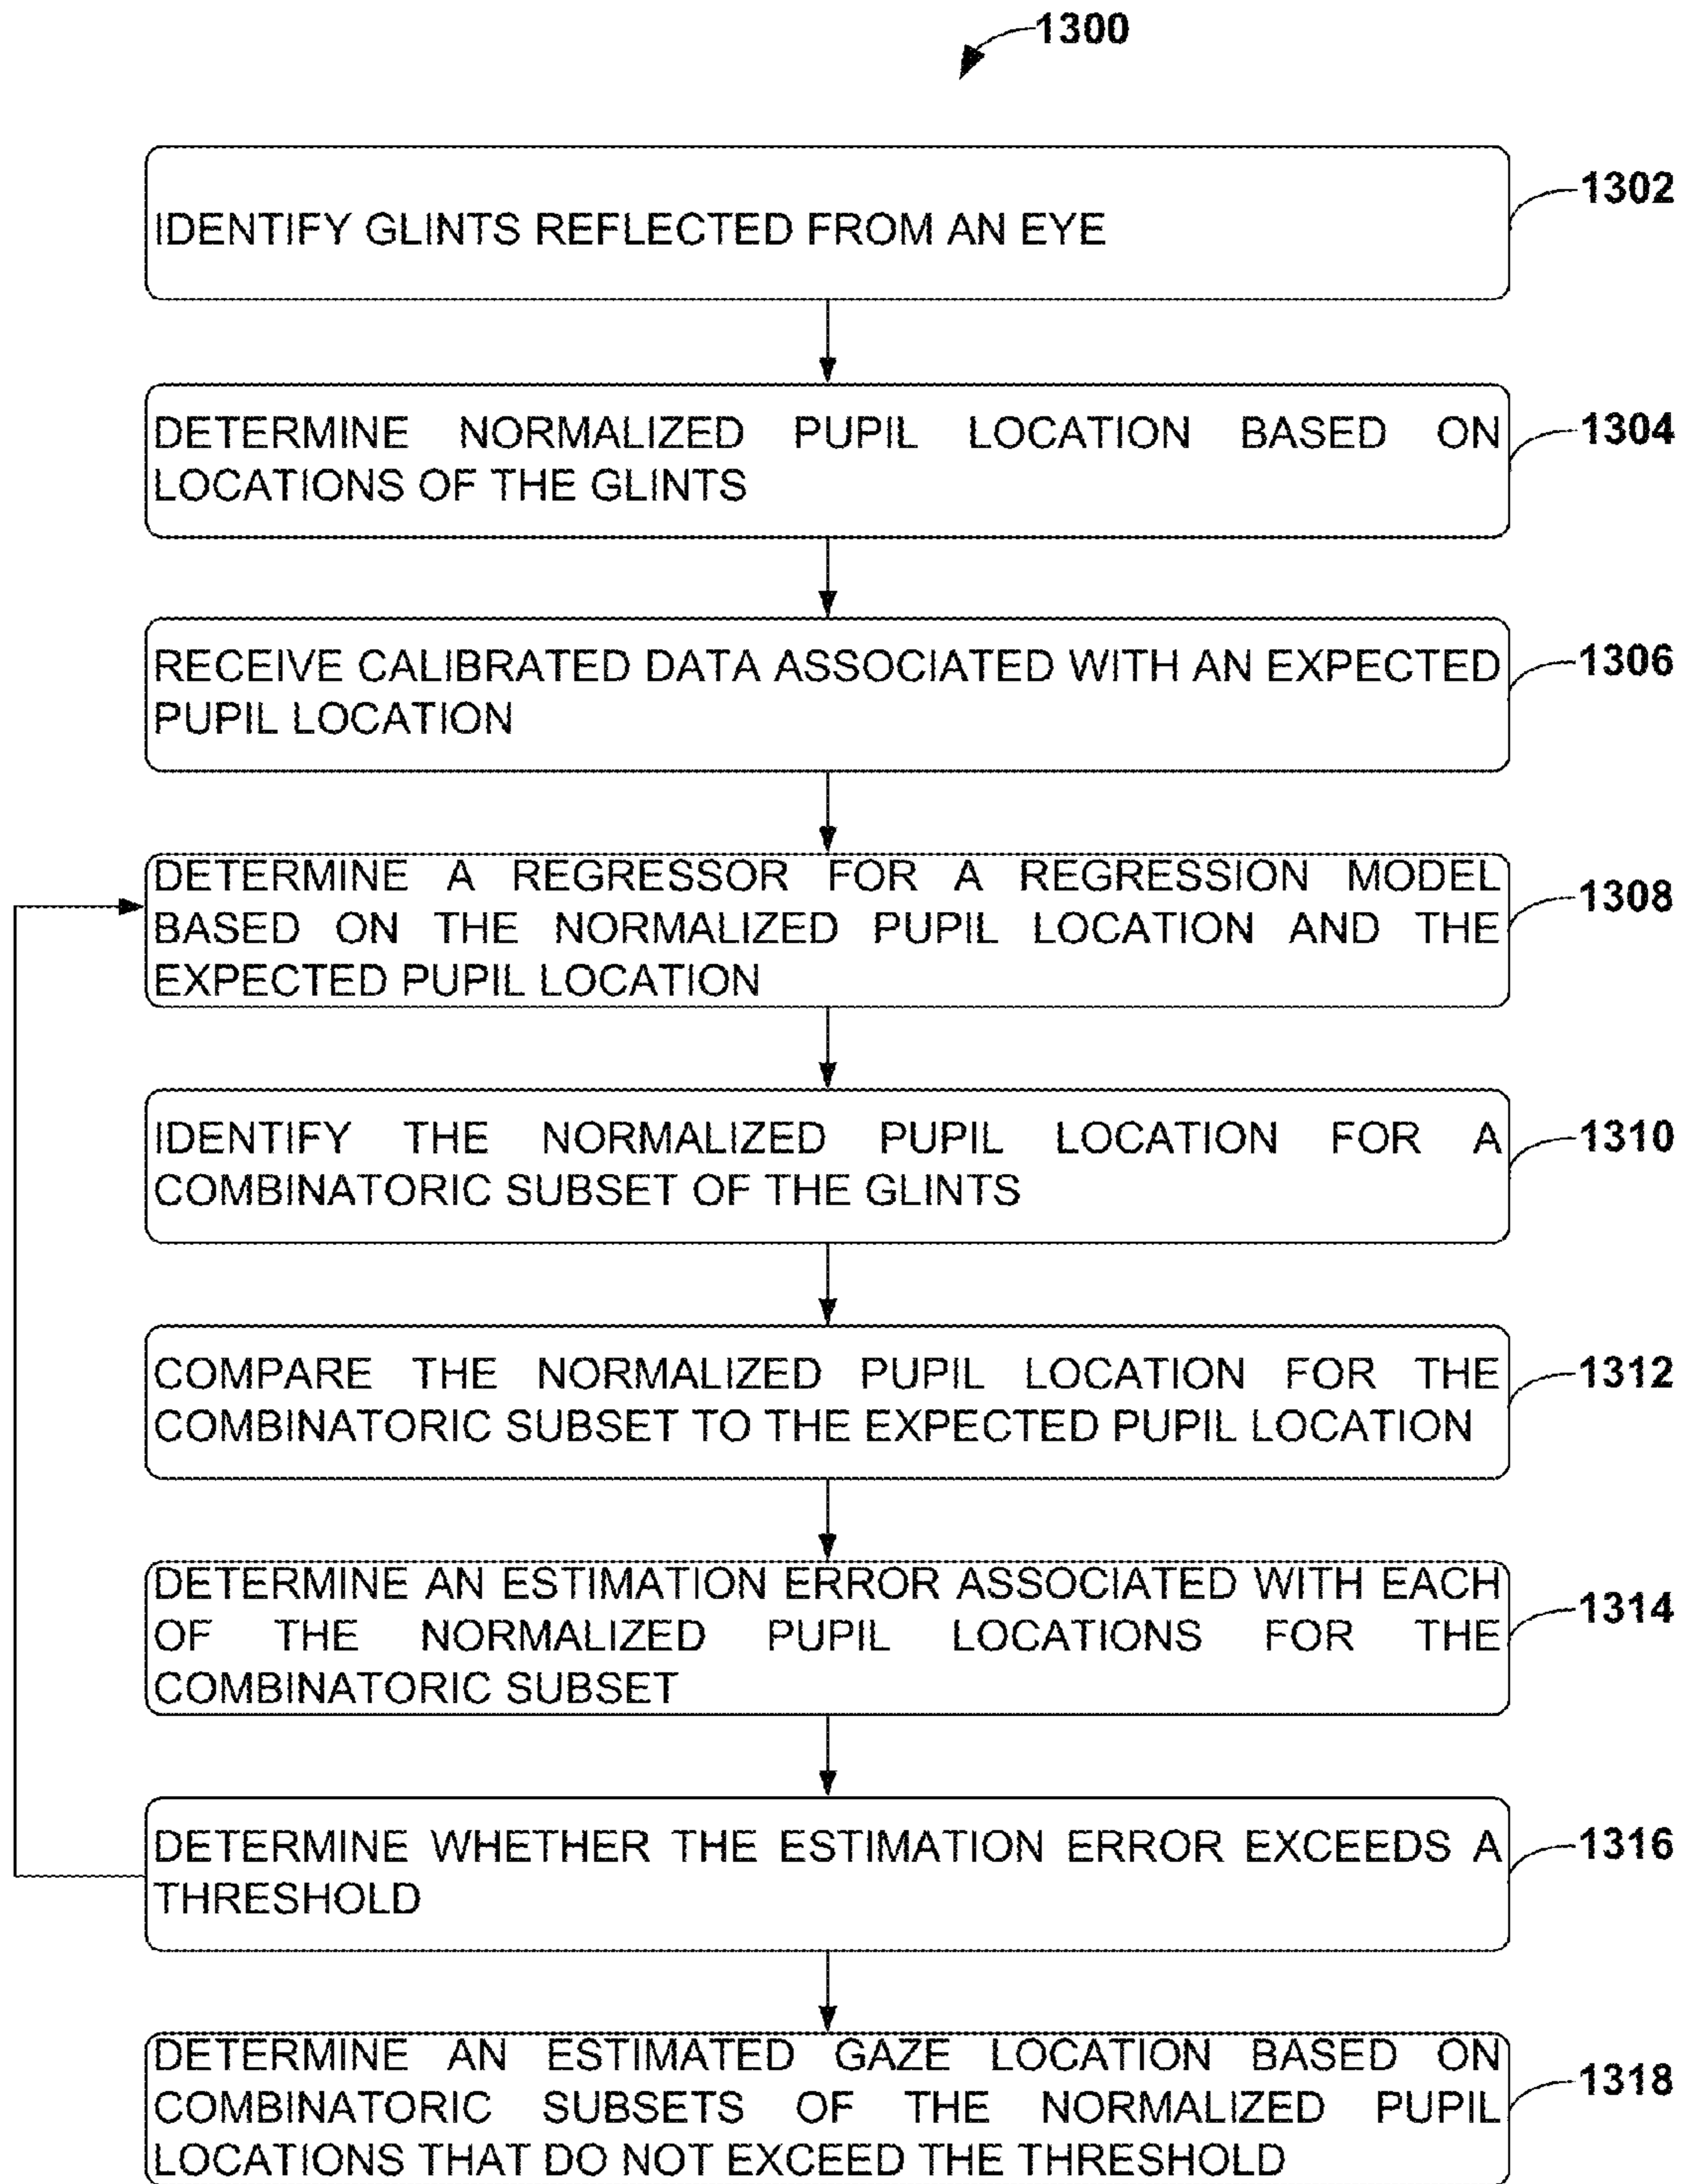 1300
IDENTIFY GLINTS REFLECTED FROM AN EYE
1302
DETERMINE NORMALIZED PUPIL LOCATION BASED ON
LOCATIONS OF THE GLINTS
1304
RECEIVE CALIBRATED DATA ASSOCIATED WITH AN EXPECTED
PUPIL LOCATION
1306
DETERMINE A REGRESSOR FOR A REGRESSION MODEL
BASED ON THE NORMALIZED PUPIL LOCATION AND THE
EXPECTED PUPIL LOCATION
1308
IDENTIFY THE NORMALIZED PUPIL LOCATION FOR A
COMBINATORIC SUBSET OF THE GLINTS
1310
COMPARE THE NORMALIZED PUPIL LOCATION FOR THE
COMBINATORIC SUBSET TO THE EXPECTED PUPIL LOCATION
1312
DETERMINE AN ESTIMATION ERROR ASSOCIATED WITH EACH
OF THE NORMALIZED PUPIL LOCATIONS FOR THE
COMBINATORIC SUBSET
1314
DETERMINE WHETHER THE ESTIMATION ERROR EXCEEDS A
THRESHOLD
1316
DETERMINE AN ESTIMATED GAZE LOCATION BASED ON
COMBINATORIC SUBSETS OF THE NORMALIZED PUPIL
LOCATIONS THAT DO NOT EXCEED THE THRESHOLD
1318